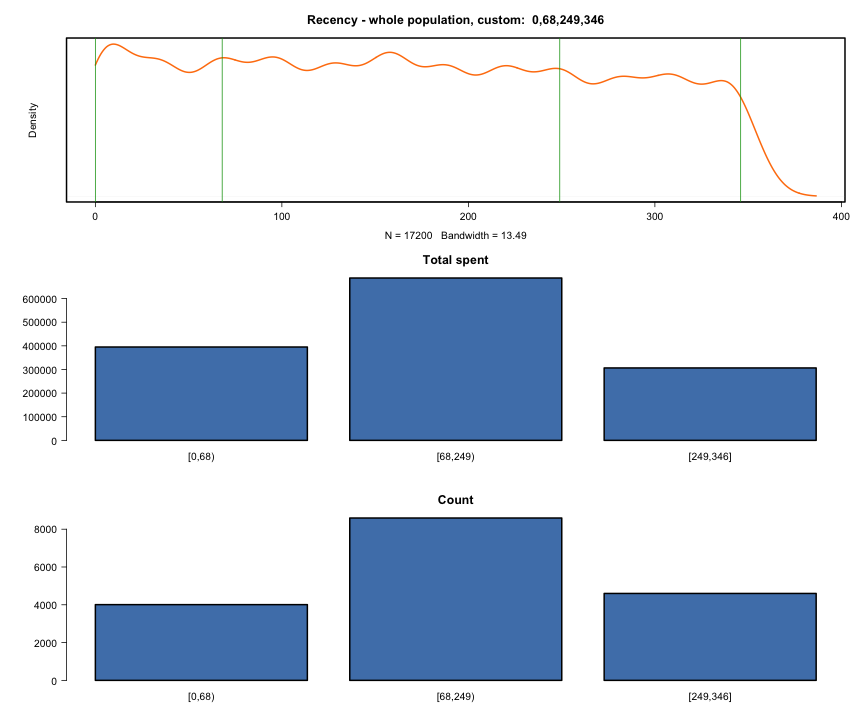 Recency - whole population, custom:  0,68,249,346
Density
0 100 200 300 400
N = 17200   Bandwidth = 13.49
Total spent
600000
500000
400000
300000
200000
100000
0
[0,68) [68,249) [249,346]
Count
8000
6000
4000
2000
0
[0,68) [68,249) [249,346]